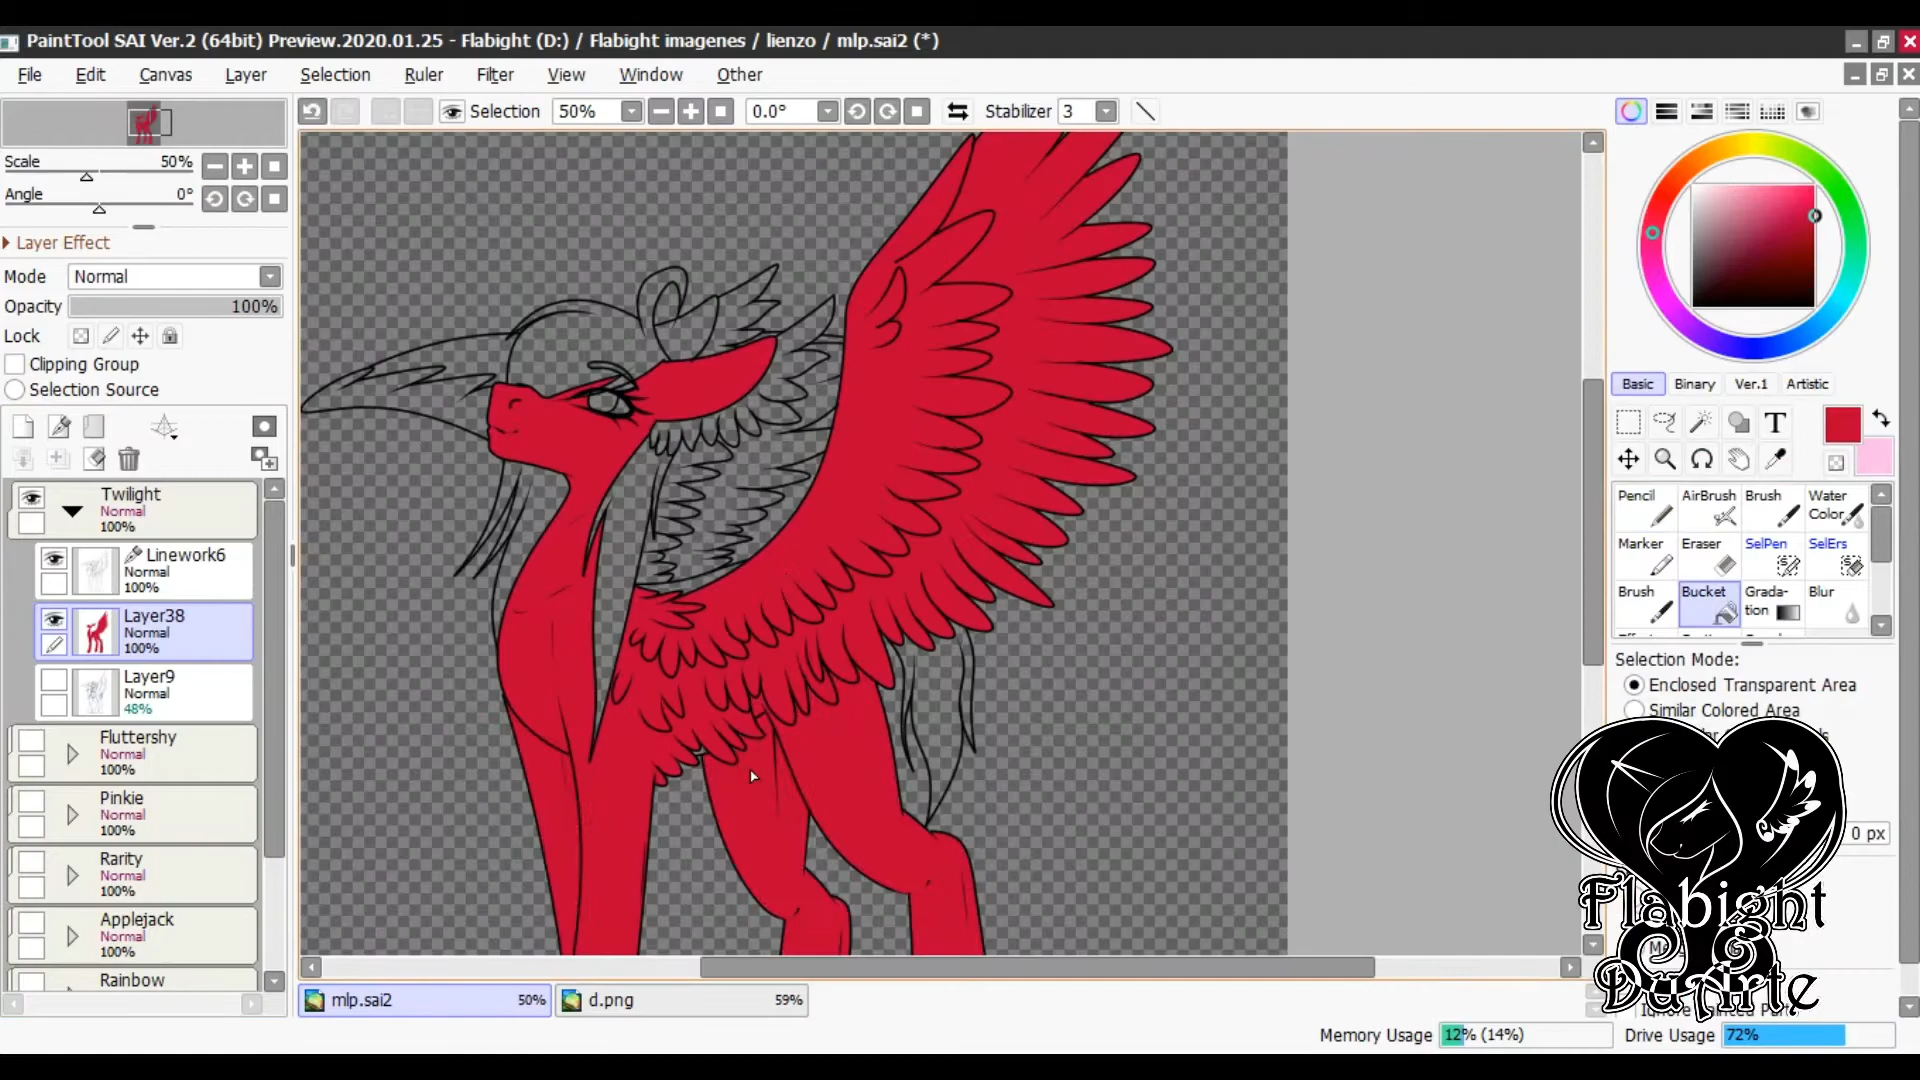 PaintTool SAI Ver.2 (64bit) Preview.2020.01.25 - Flabight (D:) / Flabight imagenes / lienzo / mlp.sai2 (*)
File Edit Canvas Layer Selection Ruler Filter View Window Other
Selection 50% 0.0° Stabilizer 3
Scale 50%
Angle 0°
Layer Effect
Mode Normal
Opacity 100%
Lock
Clipping Group
Selection Source
Twilight
Normal
100%
Linework6
Normal
100%
Layer38
Normal
100%
Layer9
Normal
48%
Fluttershy
Normal
100%
Pinkie
Normal
100%
Rarity
Normal
100%
Applejack
Normal
100%
Rainbow
Basic Binary Ver.1 Artistic
T
Pencil AirBrush Brush Water Color
Marker Eraser SelPen SelErs
Brush Bucket Grada-tion Blur
Selection Mode:
Enclosed Transparent Area
Similar Colored Area
0 px
Flabight
DuArte
mlp.sai2 50% d.png 59%
Memory Usage 12% (14%) Drive Usage 72%